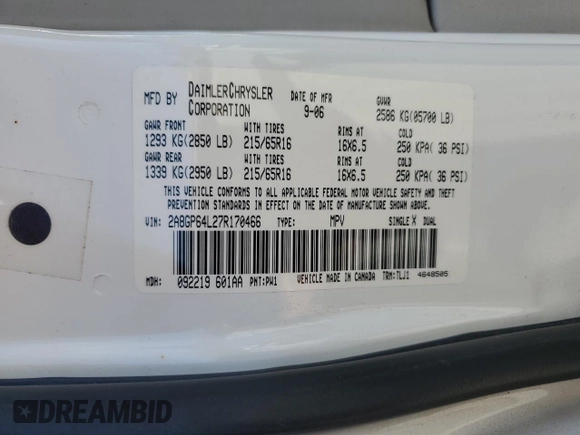 MFD BY DAIMLERCHRYSLER CORPORATION DATE OF MFR 9-06 GVWR 2586 KG(05700 LB)
GAWR FRONT WITH TIRES RIMS AT COLD
1293 KG(2850 LB) 215/65R16 16X6.5 250 KPA( 36 PSI)
GAWR REAR WITH TIRES RIMS AT COLD
1339 KG(2950 LB) 215/65R16 16X6.5 250 KPA( 36 PSI)
THIS VEHICLE CONFORMS TO ALL APPLICABLE FEDERAL MOTOR VEHICLE SAFETY AND THEFT
PREVENTION STANDARDS IN EFFECT ON THE DATE OF MANUFACTURE SHOWN ABOVE.
VIN: 2A8GP64L27R170466 TYPE: MPV SINGLE X DUAL
MDH: 092219 601AA PNT:PW1 VEHICLE MADE IN CANADA TRM:TLJ1 4648505
DREAMBID